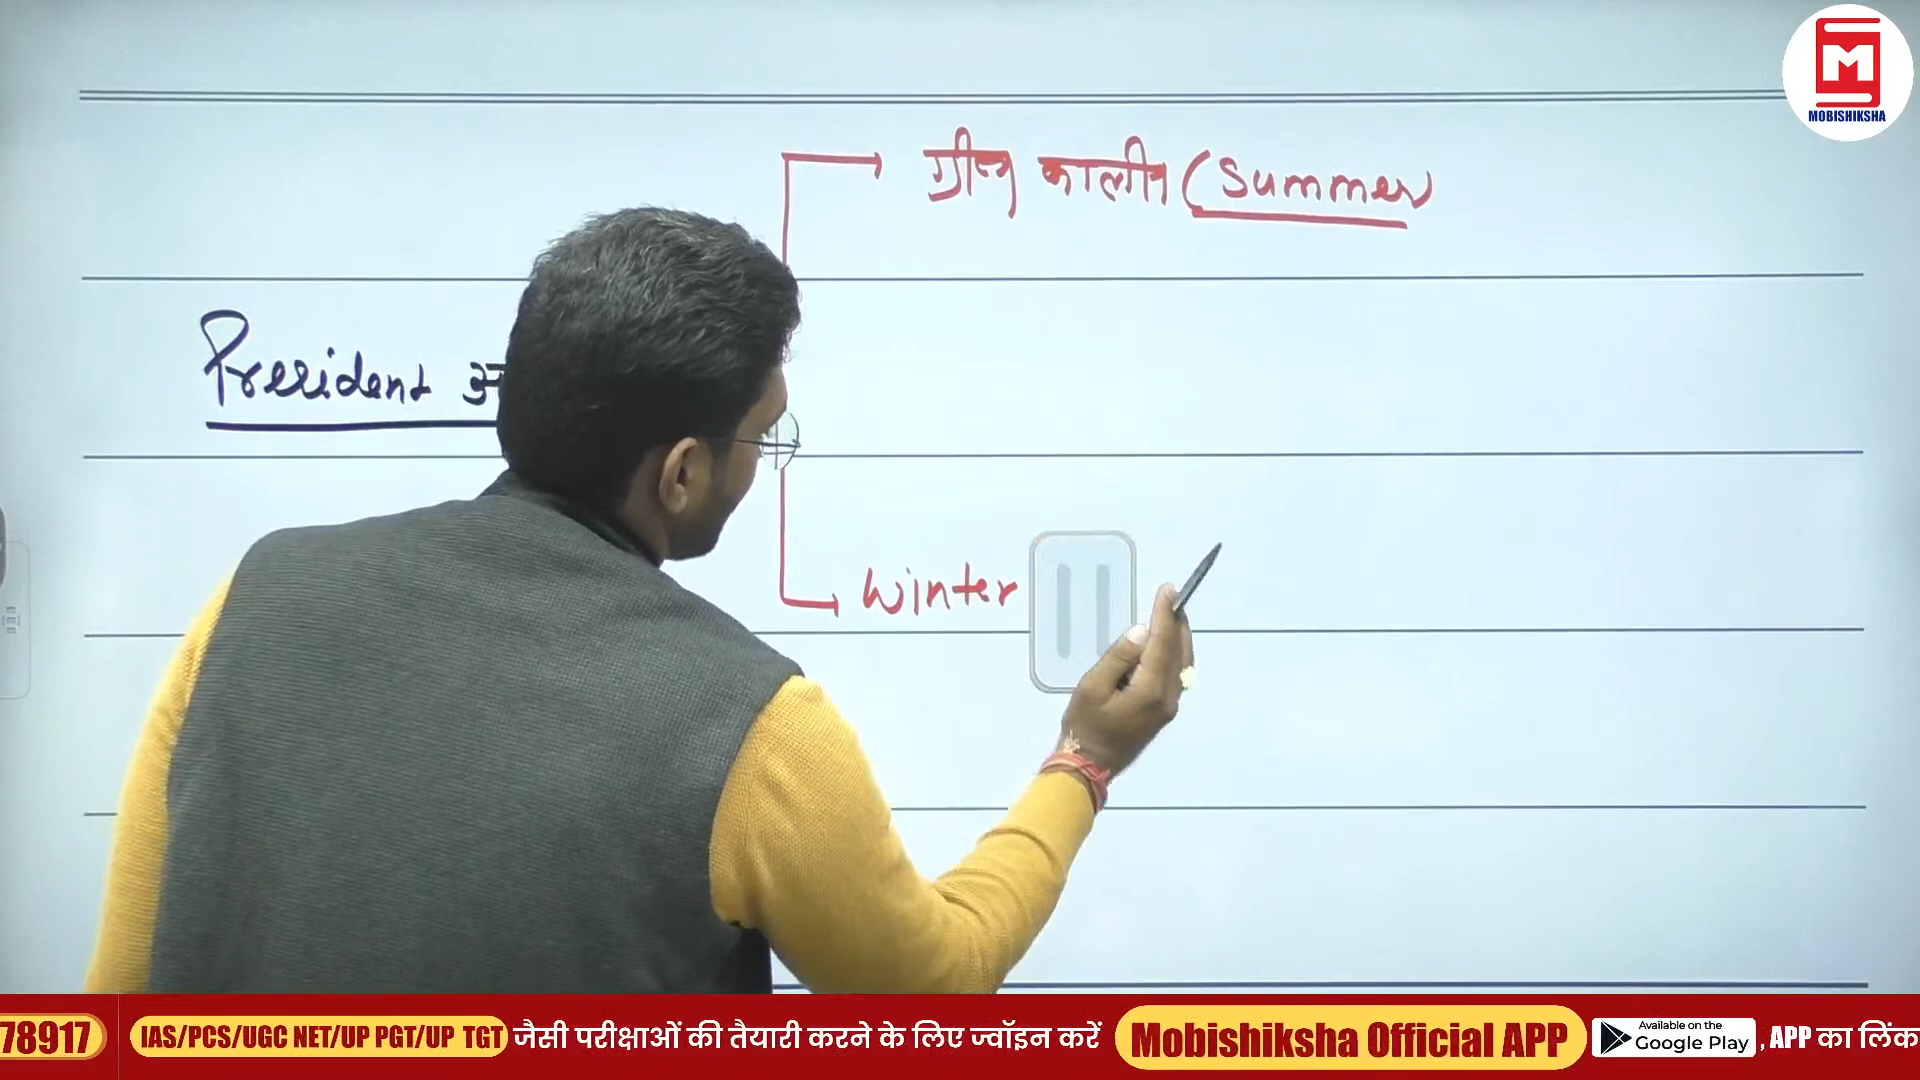 MOBISHIKSHA
ग्रीष्म कालीन (Summer
President
Winter
78917 IAS/PCS/UGC NET/UP PGT/UP TGT जैसी परीक्षाओं की तैयारी करने के लिए ज्वॉइन करें Mobishiksha Official APP Available on the Google Play , APP का लिंक